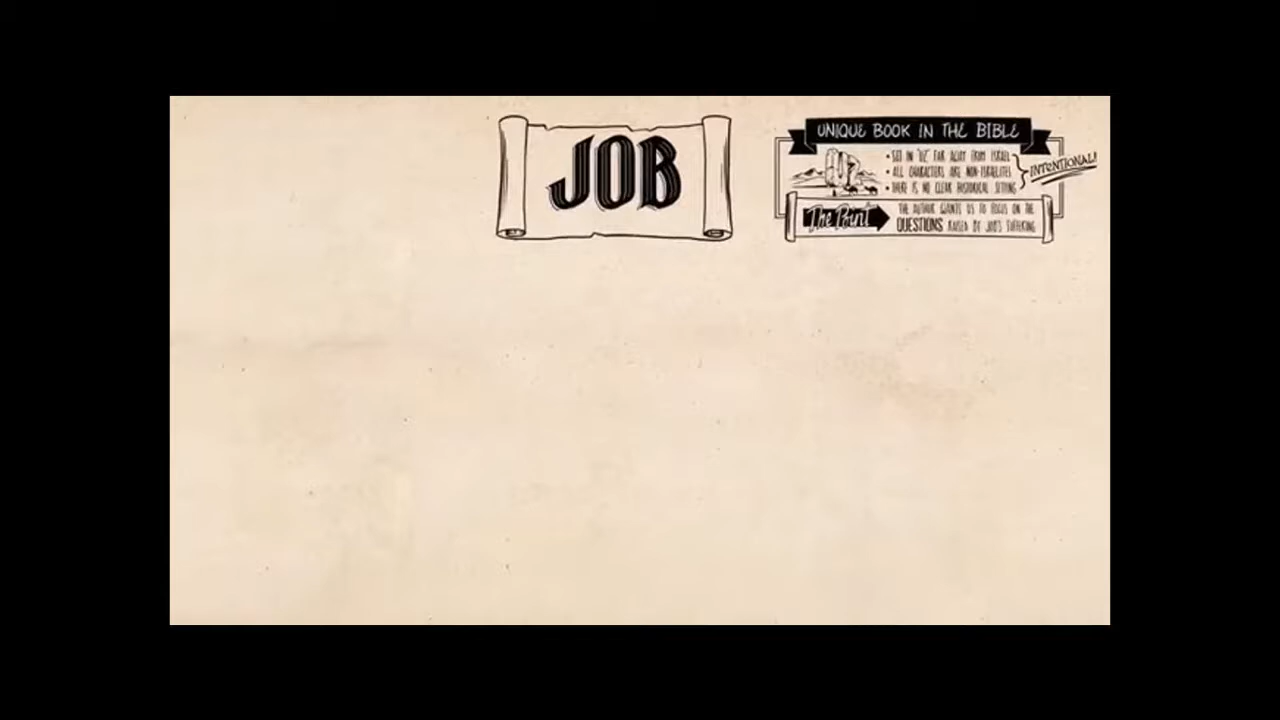 JOB
UNIQUE BOOK IN THE BIBLE
• SET IN "UZ" FAR AWAY FROM ISRAEL
• ALL CHARACTERS ARE NON-ISRAELITES
• THERE IS NO CLEAR HISTORICAL SETTING
INTENTIONAL!
The Point
THE AUTHOR WANTS US TO FOCUS ON THE
QUESTIONS RAISED BY JOB'S SUFFERING